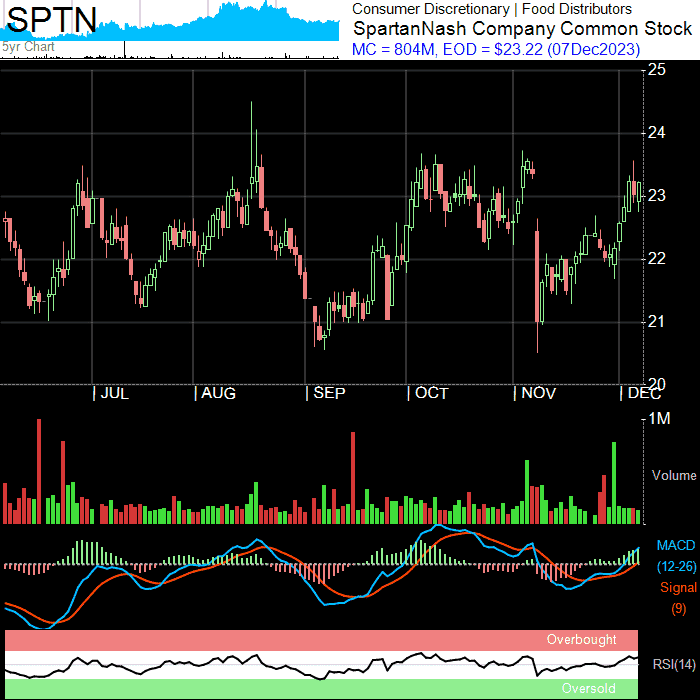 SPTN
5yr Chart
Consumer Discretionary | Food Distributors
SpartanNash Company Common Stock
MC = 804M, EOD = $23.22 (07Dec2023)
25
24
23
22
21
20
| JUL | AUG | SEP | OCT | NOV | DEC
1M
Volume
MACD
(12-26)
Signal
(9)
Overbought
RSI(14)
Oversold